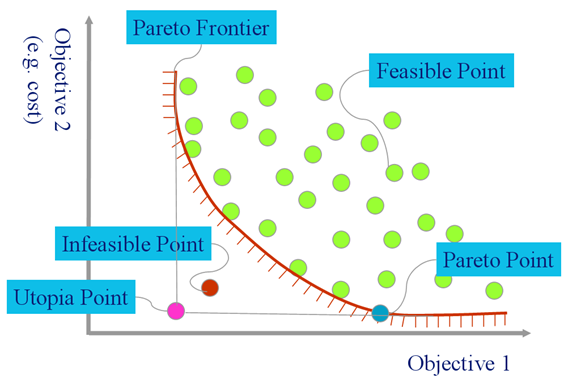 Pareto Frontier
Objective 2
(e.g. cost)
Feasible Point
Infeasible Point
Pareto Point
Utopia Point
Objective 1